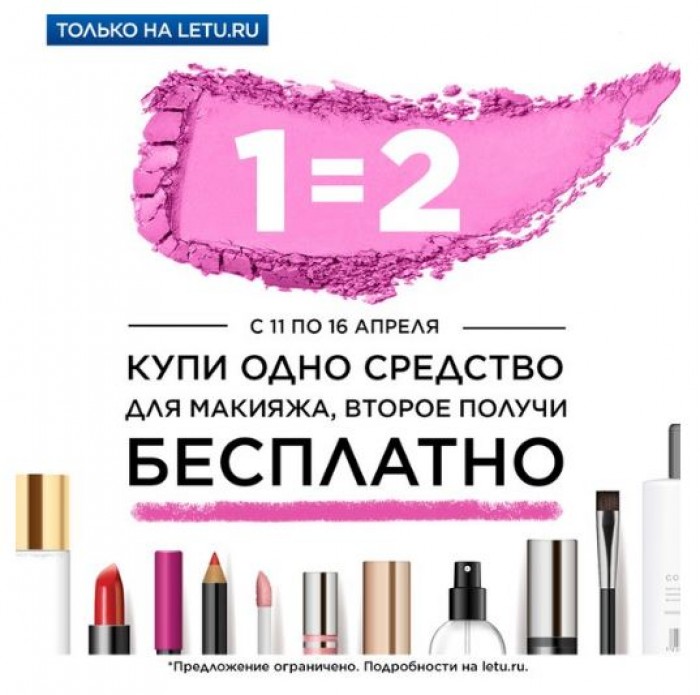 ТОЛЬКО НА LETU.RU
1=2
С 11 ПО 16 АПРЕЛЯ
КУПИ ОДНО СРЕДСТВО
ДЛЯ МАКИЯЖА, ВТОРОЕ ПОЛУЧИ
БЕСПЛАТНО
CO
*Предложение ограничено. Подробности на letu.ru.